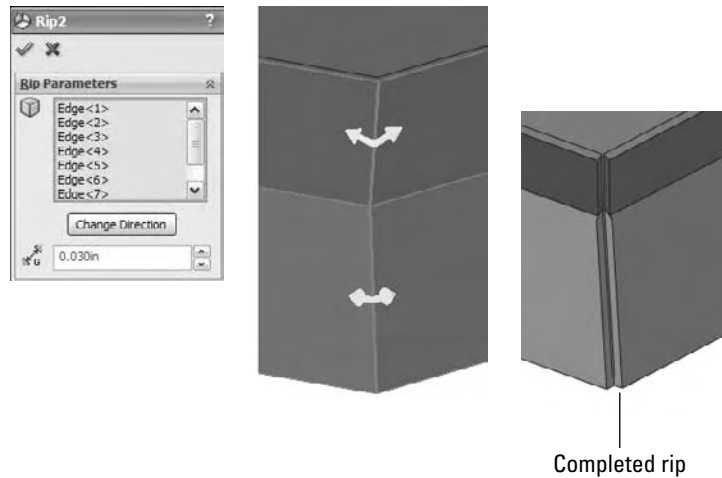 Rip2 ?
Rip Parameters
Edge<1>
Edge<2>
Edge<3>
Edge<4>
Edge<5>
Edge<6>
Edge<7>
Change Direction
G
0.030in
Completed rip